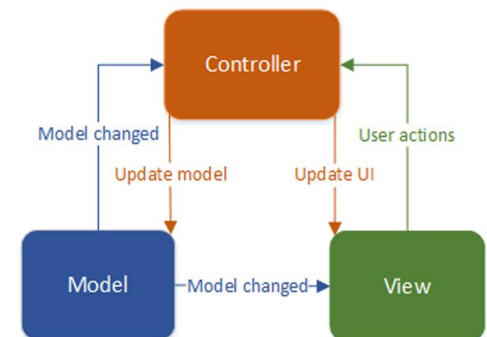 Controller
Model changed
User actions
Update model
Update UI
Model
Model changed
View